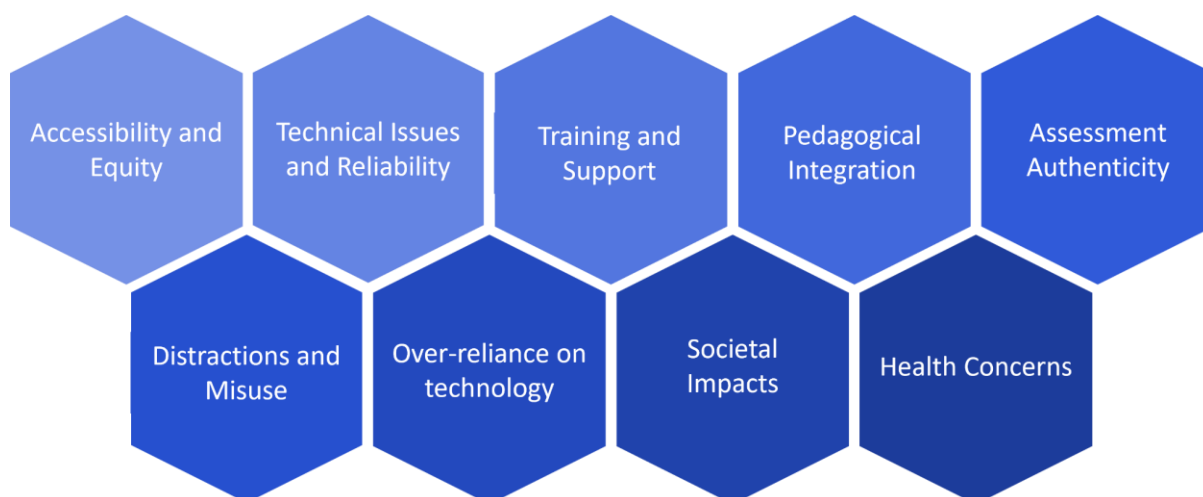 Accessibility and
Equity
Technical Issues
and Reliability
Training and
Support
Pedagogical
Integration
Assessment
Authenticity
Distractions and
Misuse
Over-reliance on
technology
Societal
Impacts
Health Concerns